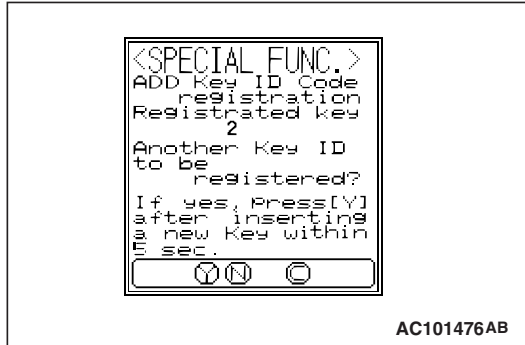 <SPECIAL FUNC.>
ADD Key ID Code
registration
Registrated key
2
Another Key ID
to be
registered?
If yes, Press[Y]
after inserting
a new Key within
5 sec.
Y N C
AC101476AB